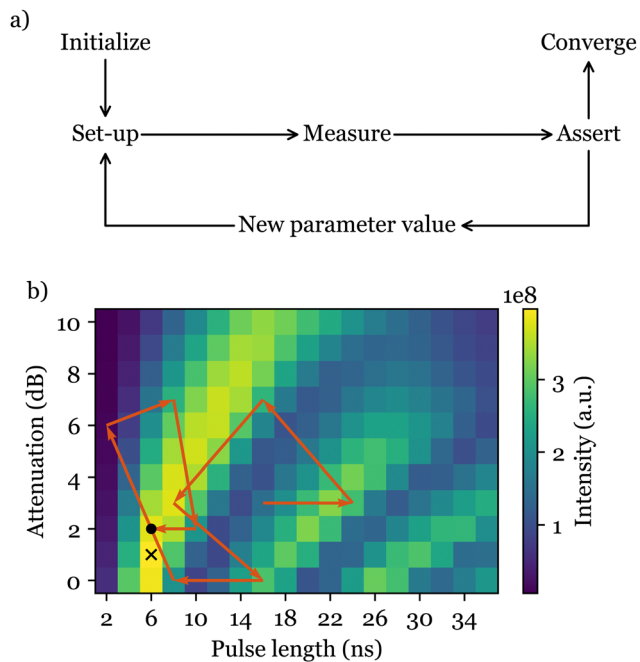 a)
Initialize
Converge
Set-up
Measure
Assert
New parameter value
b)
1e8
10
8
6
4
2
0
Attenuation (dB)
2
6
10
14
18
22
26
30
34
Pulse length (ns)
3
2
1
Intensity (a.u.)